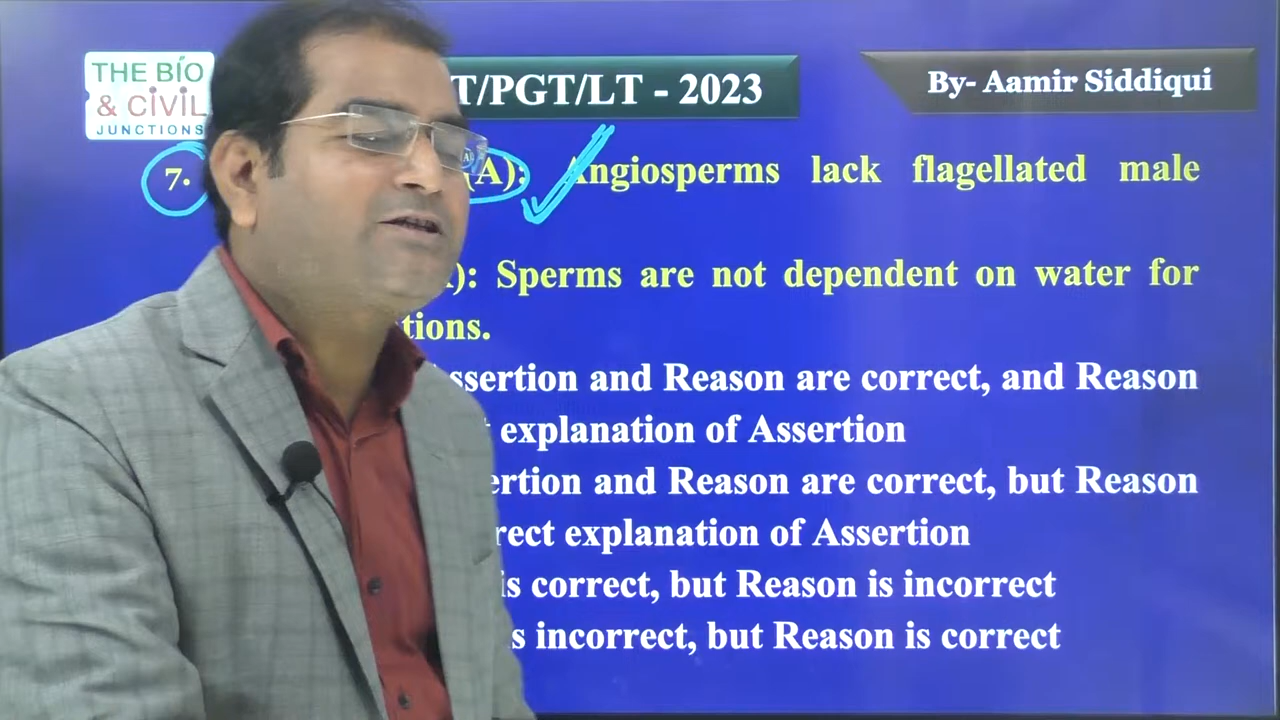 THE BIO
& CIVIL
JUNCTIONS
T/PGT/LT - 2023
By- Aamir Siddiqui
7. (A): Angiosperms lack flagellated male
): Sperms are not dependent on water for
tions.
ssertion and Reason are correct, and Reason
explanation of Assertion
ertion and Reason are correct, but Reason
rect explanation of Assertion
is correct, but Reason is incorrect
s incorrect, but Reason is correct